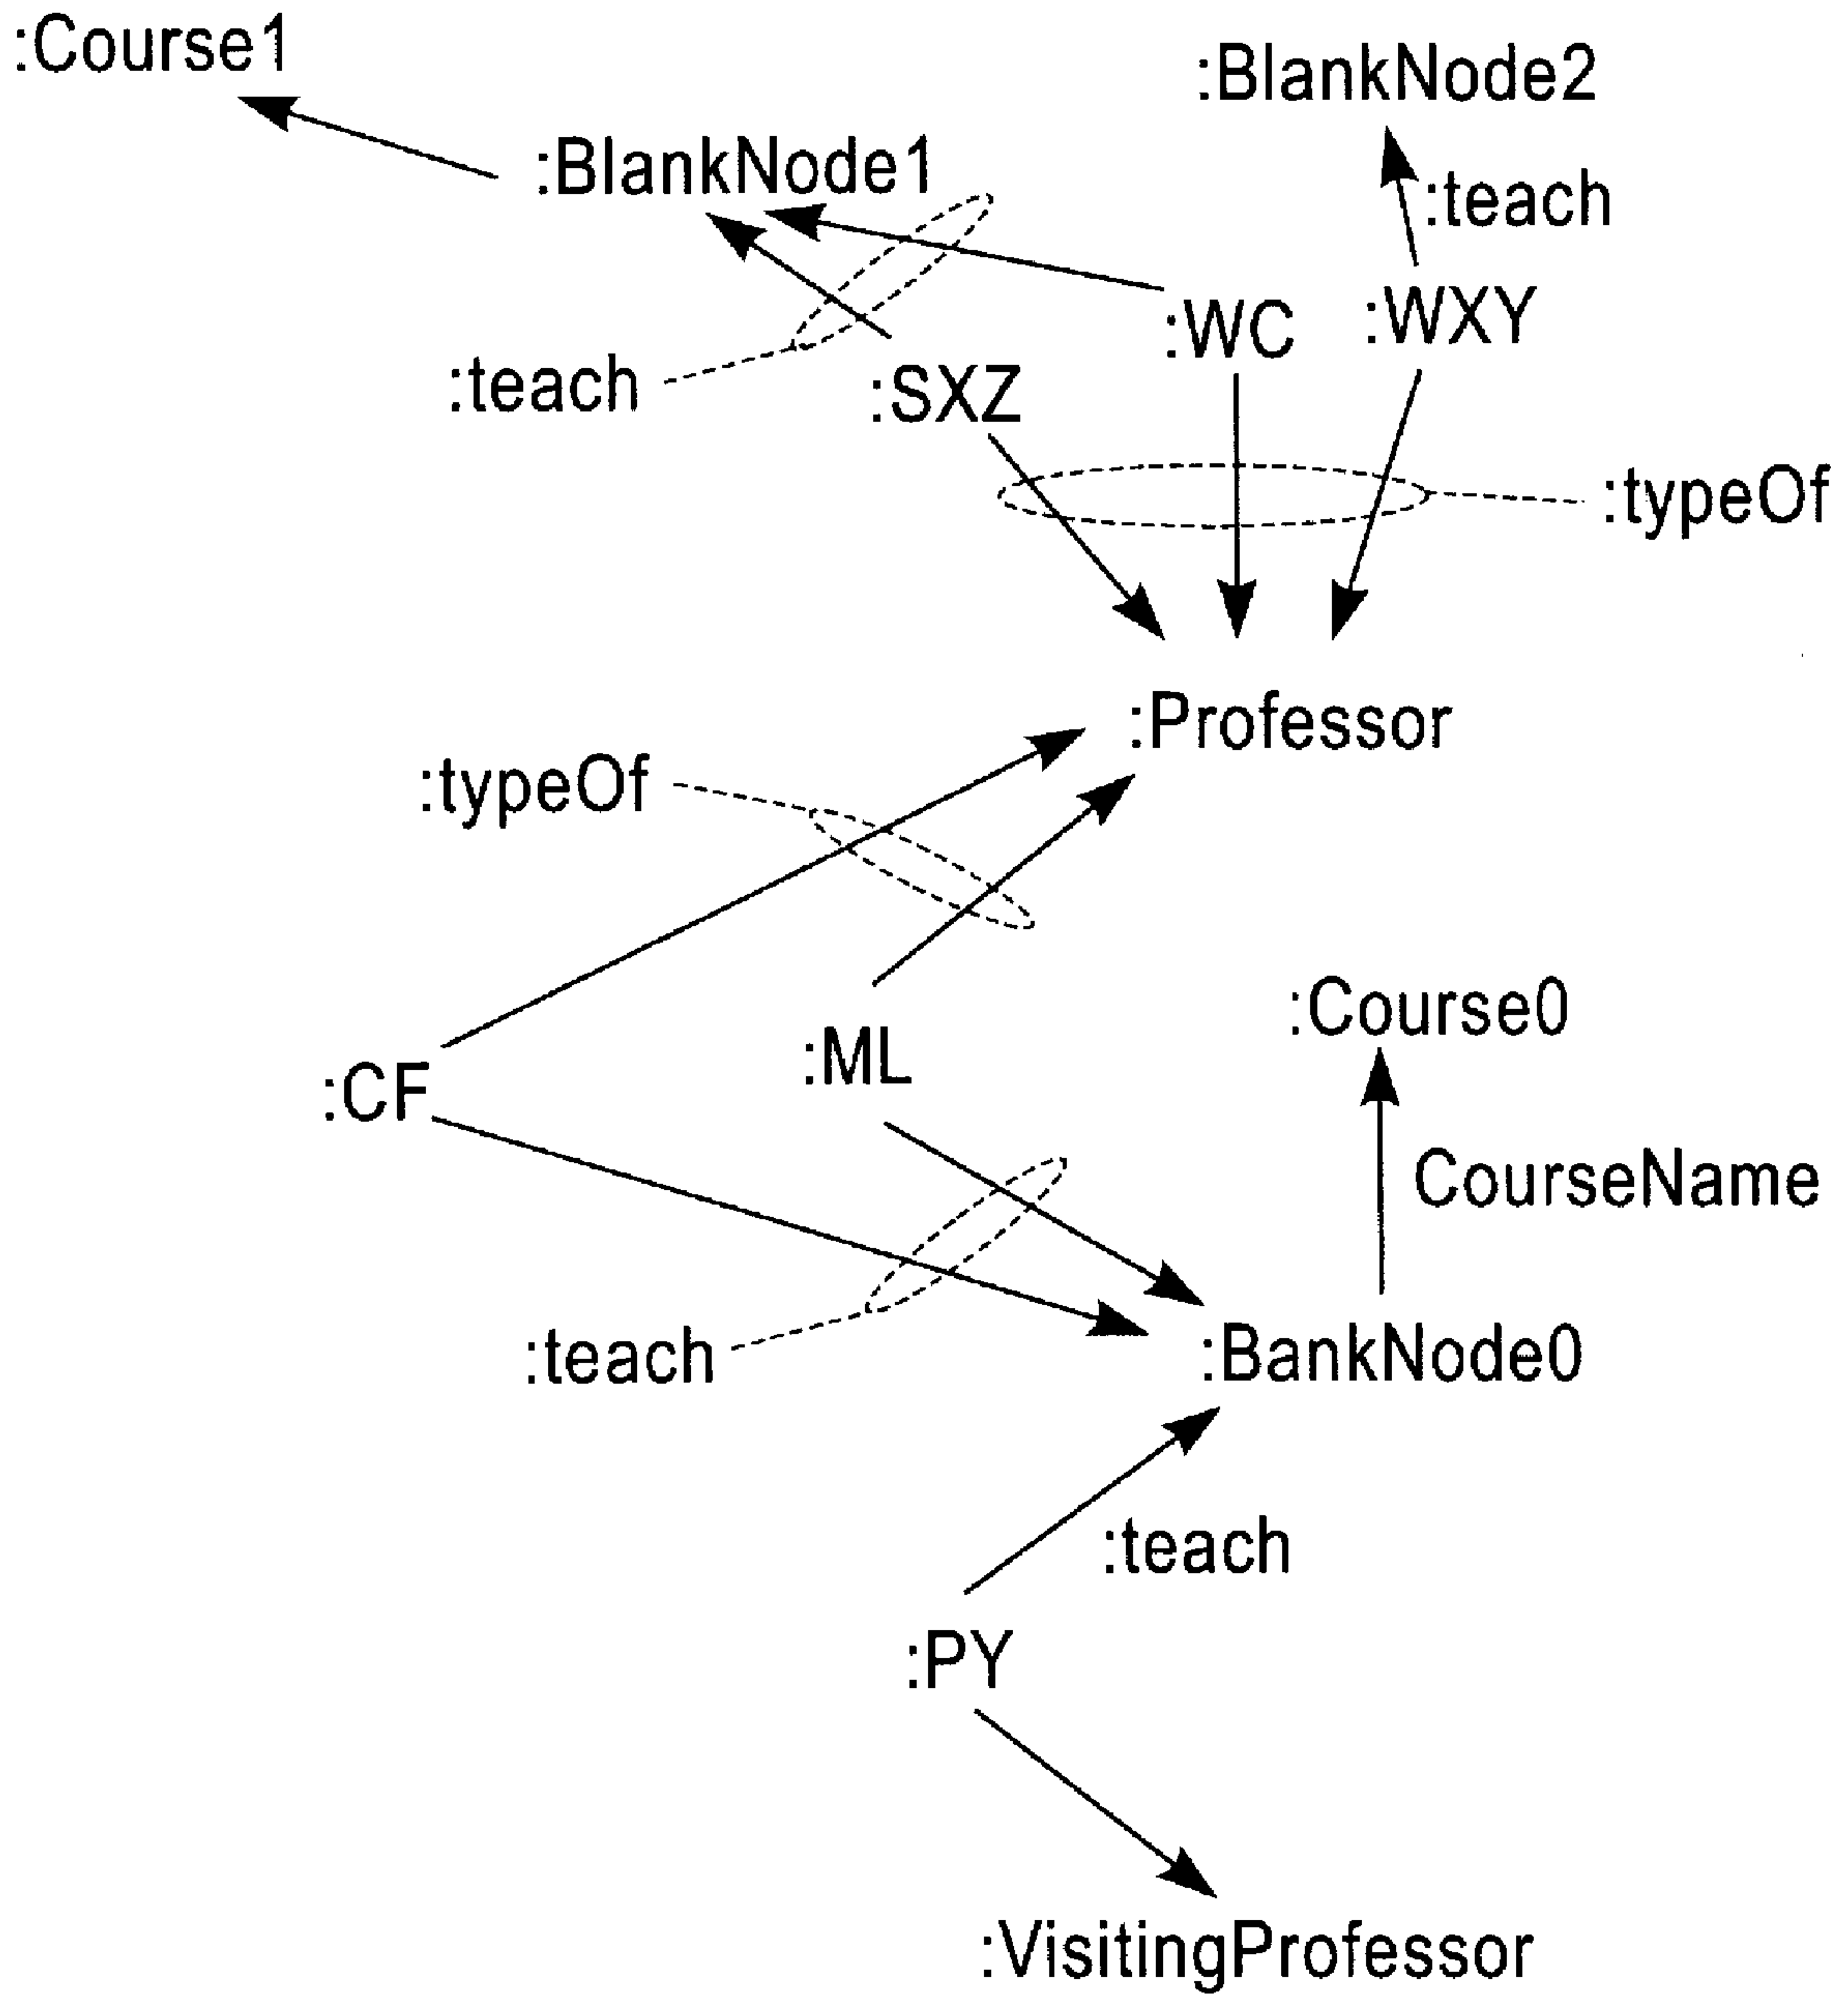 :Course1
:BlankNode2
:BlankNode1
:teach
:WC
:WXY
:teach
:SXZ
:typeOf
:Professor
:typeOf
:Course0
:ML
:CF
CourseName
:teach
:BankNode0
:teach
:PY
:VisitingProfessor